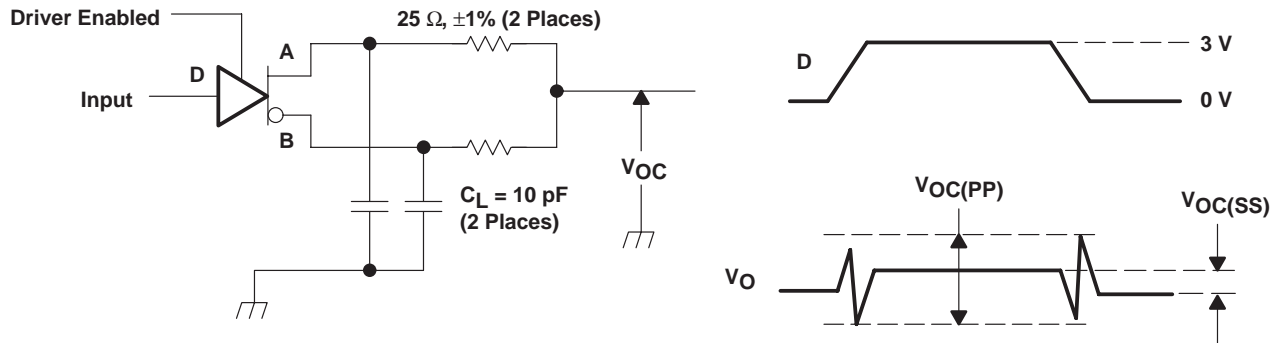 Driver Enabled
25 Ω, ±1% (2 Places)
A
D
Input
B
CL = 10 pF
(2 Places)
VOC
D
3 V
0 V
VOC(PP)
VOC(SS)
VO